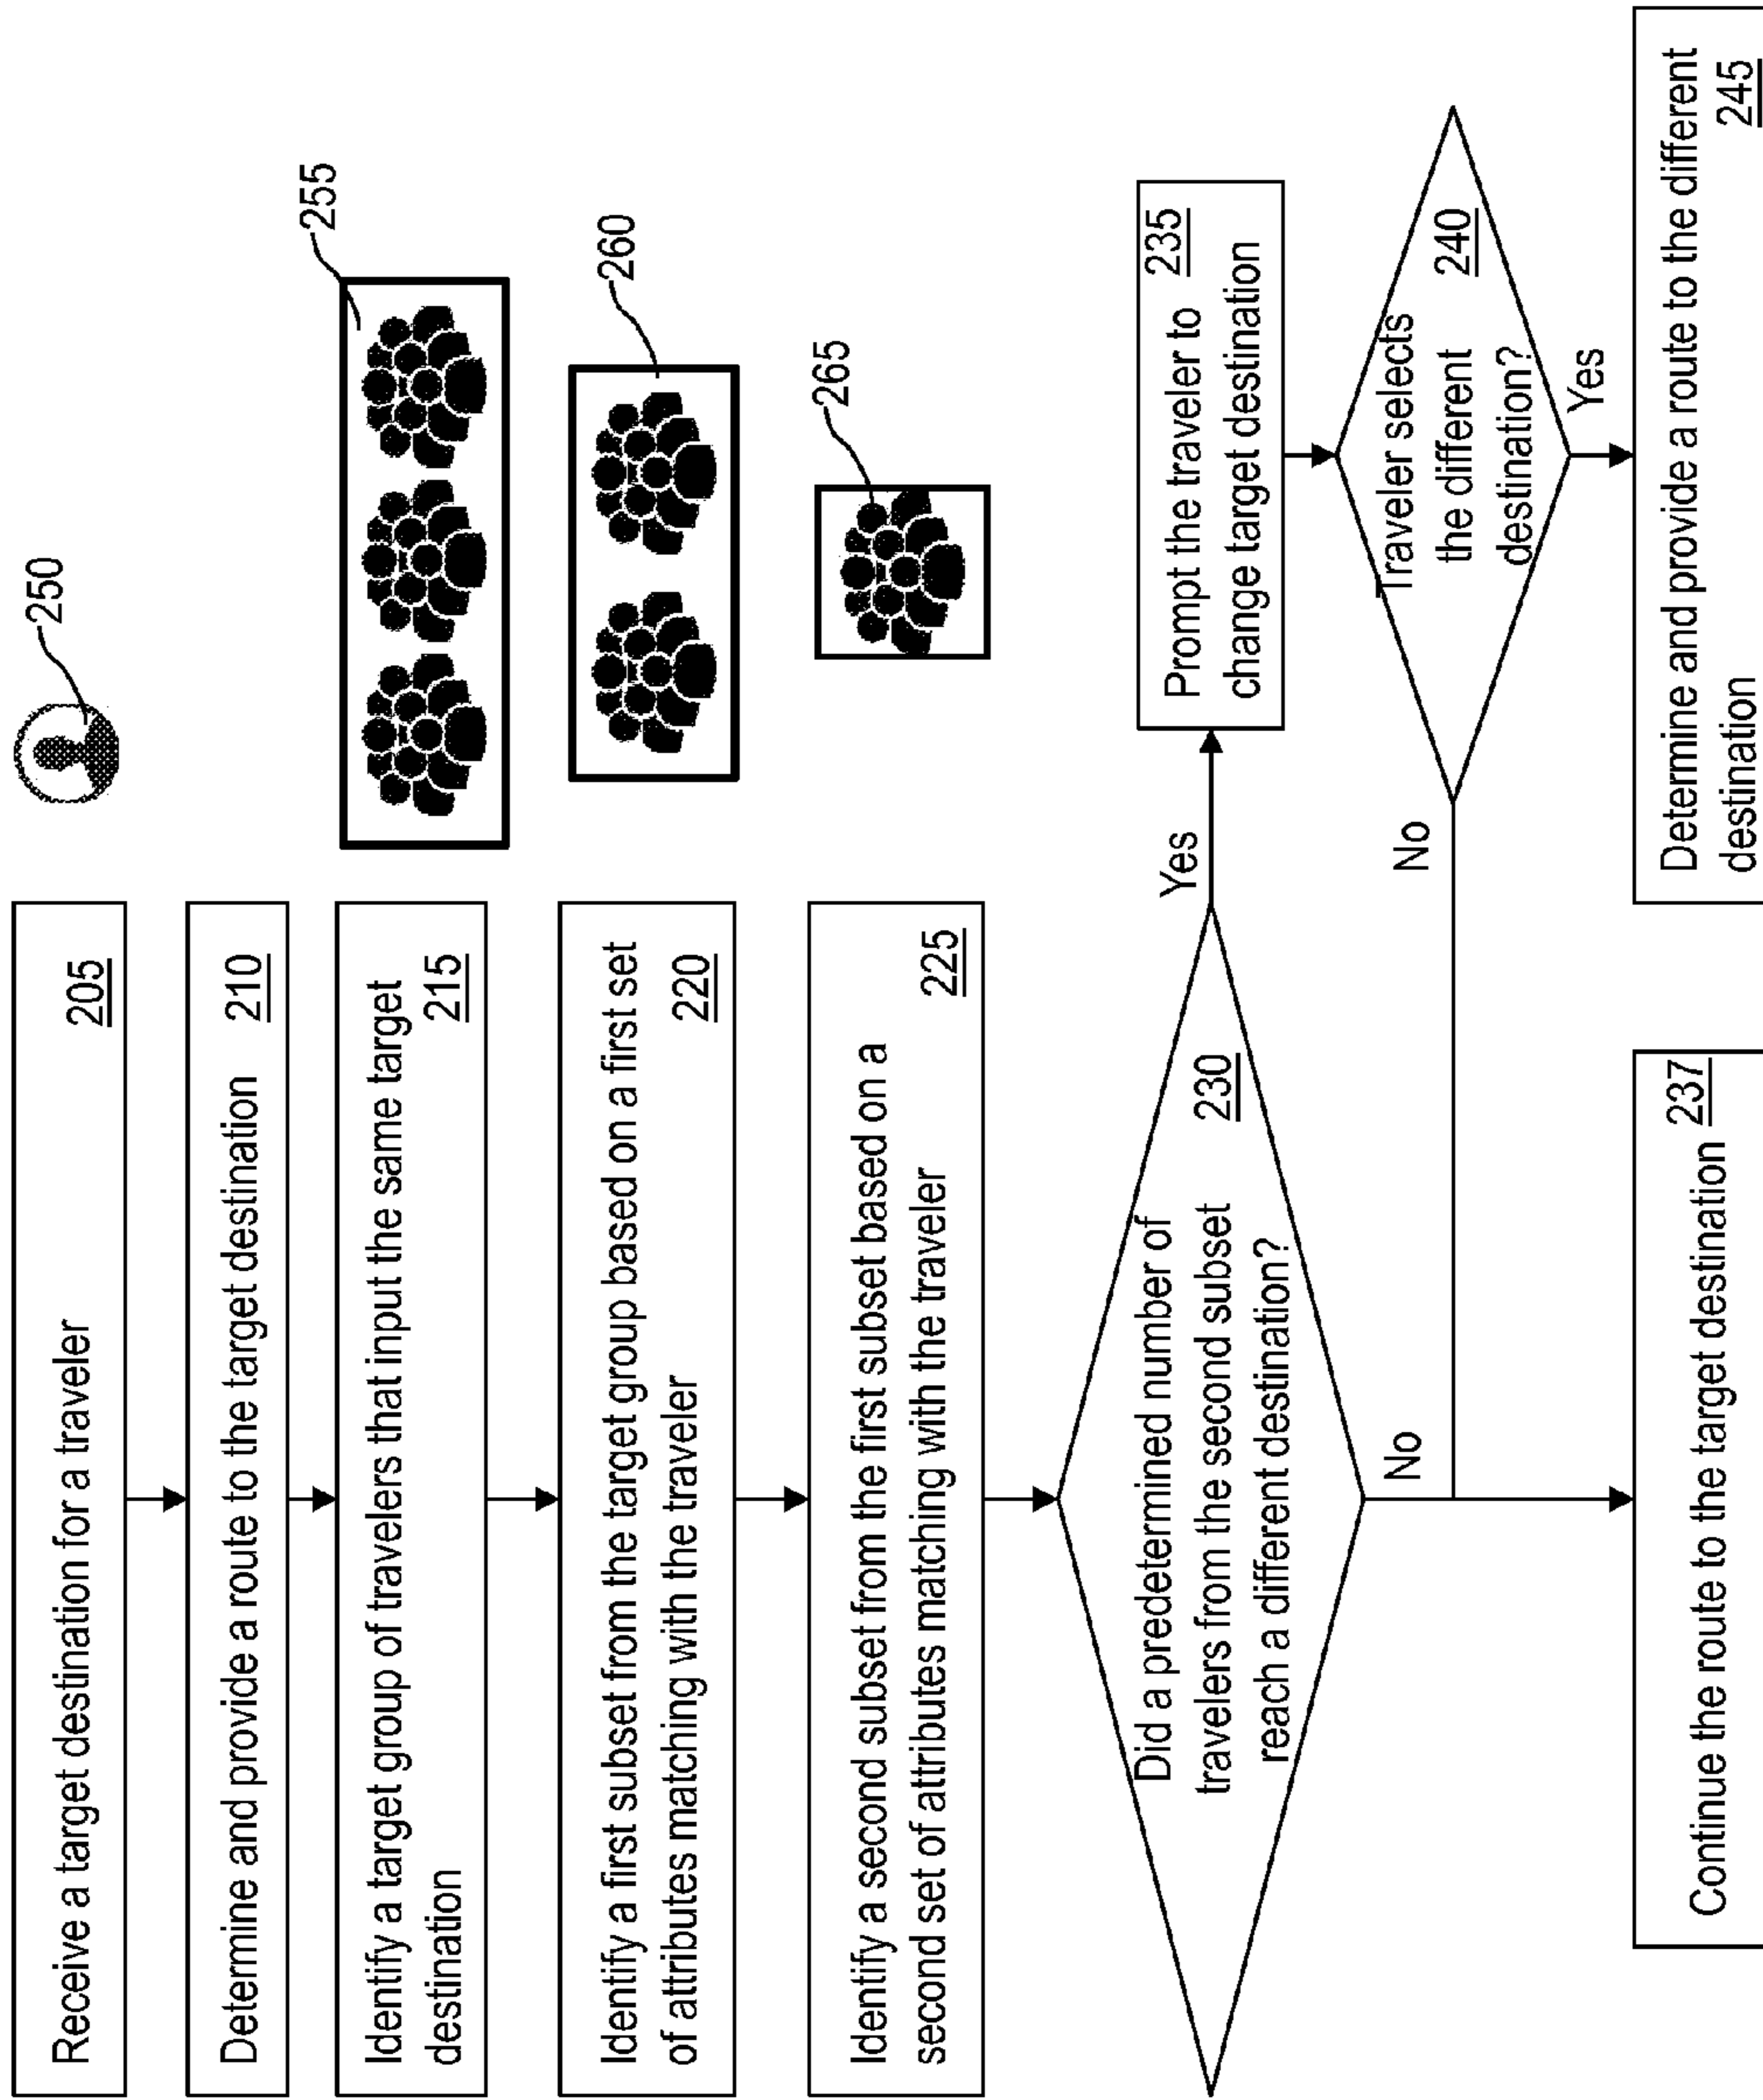 Receive a target destination for a traveler
205
250
Determine and provide a route to the target destination 210
Identify a target group of travelers that input the same target
destination
215
255
Identify a first subset from the target group based on a first set
of attributes matching with the traveler
220
260
Identify a second subset from the first subset based on a
second set of attributes matching with the traveler
225
265
Did a predetermined number of
travelers from the second subset
reach a different destination?
230
Yes
No
Prompt the traveler to
change target destination
235
Traveler selects
the different
destination?
240
No
Yes
Continue the route to the target destination 237
Determine and provide a route to the different
destination
245